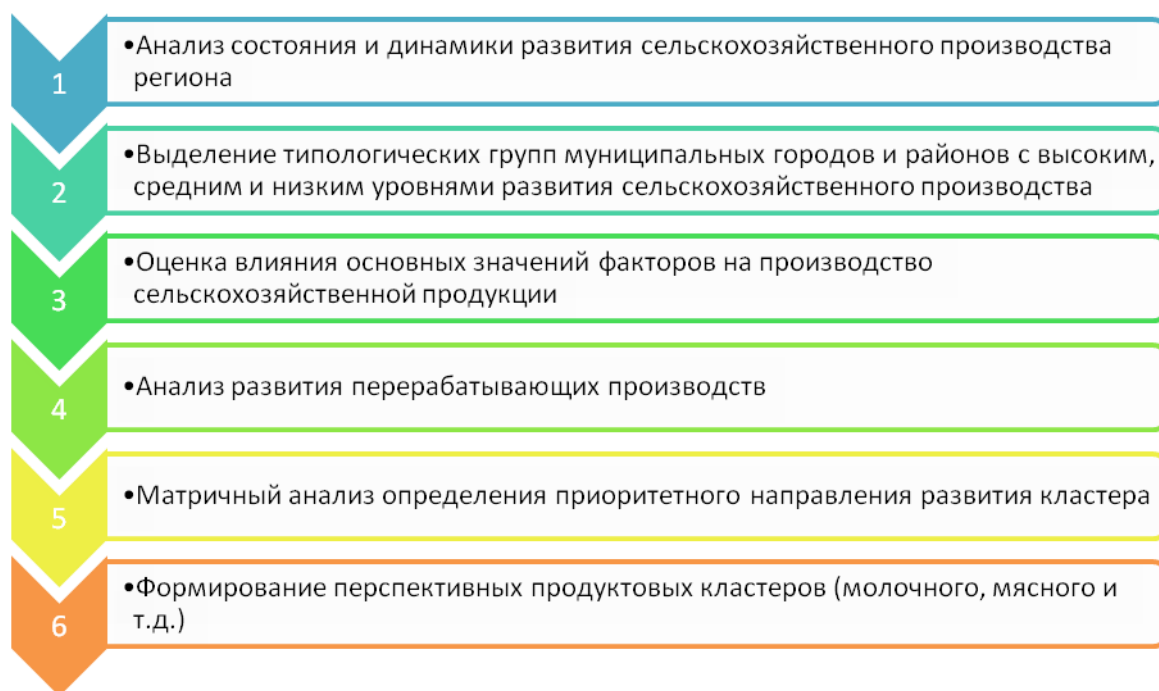 1
•Анализ состояния и динамики развития сельскохозяйственного производства
региона
2
•Выделение типологических групп муниципальных городов и районов с высоким,
средним и низким уровнями развития сельскохозяйственного производства
3
•Оценка влияния основных значений факторов на производство
сельскохозяйственной продукции
4
•Анализ развития перерабатывающих производств
5
•Матричный анализ определения приоритетного направления развития кластера
6
•Формирование перспективных продуктовых кластеров (молочного, мясного и
т.д.)